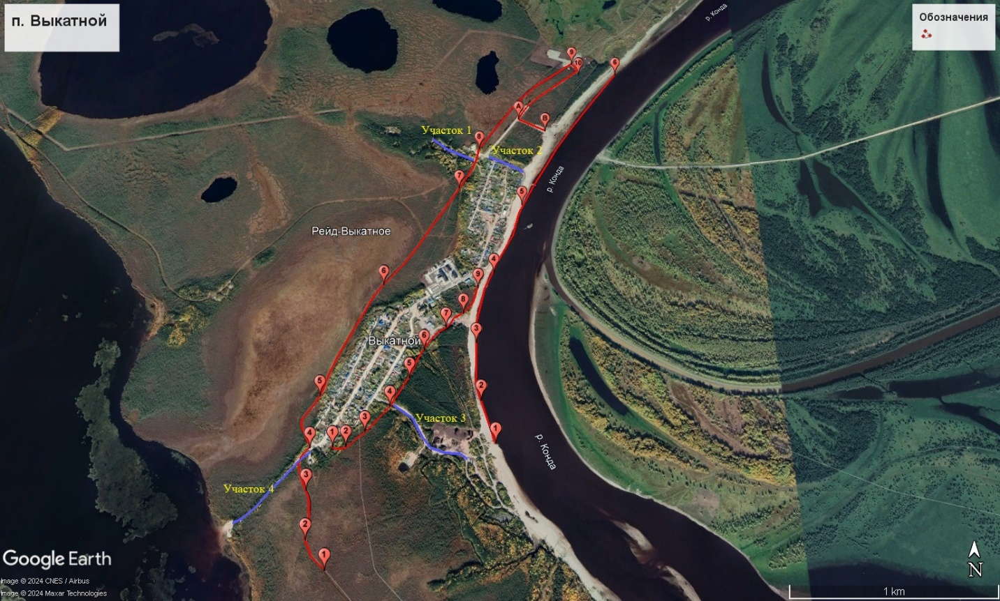 п. Выкатной
Обозначения
р. Конда
9
10
6
A
B
Участок 1
8
Участок 2
7
р. Конда
5
Рейд-Выкатное
4
6
9
8
7
3
6
Выкатной
5
5
2
4
Участок 3
3
1
4
1
2
р. Конда
3
Участок 4
2
1
Google Earth
Image © 2024 CNES / Airbus
Image © 2024 Maxar Technologies
N
1 km